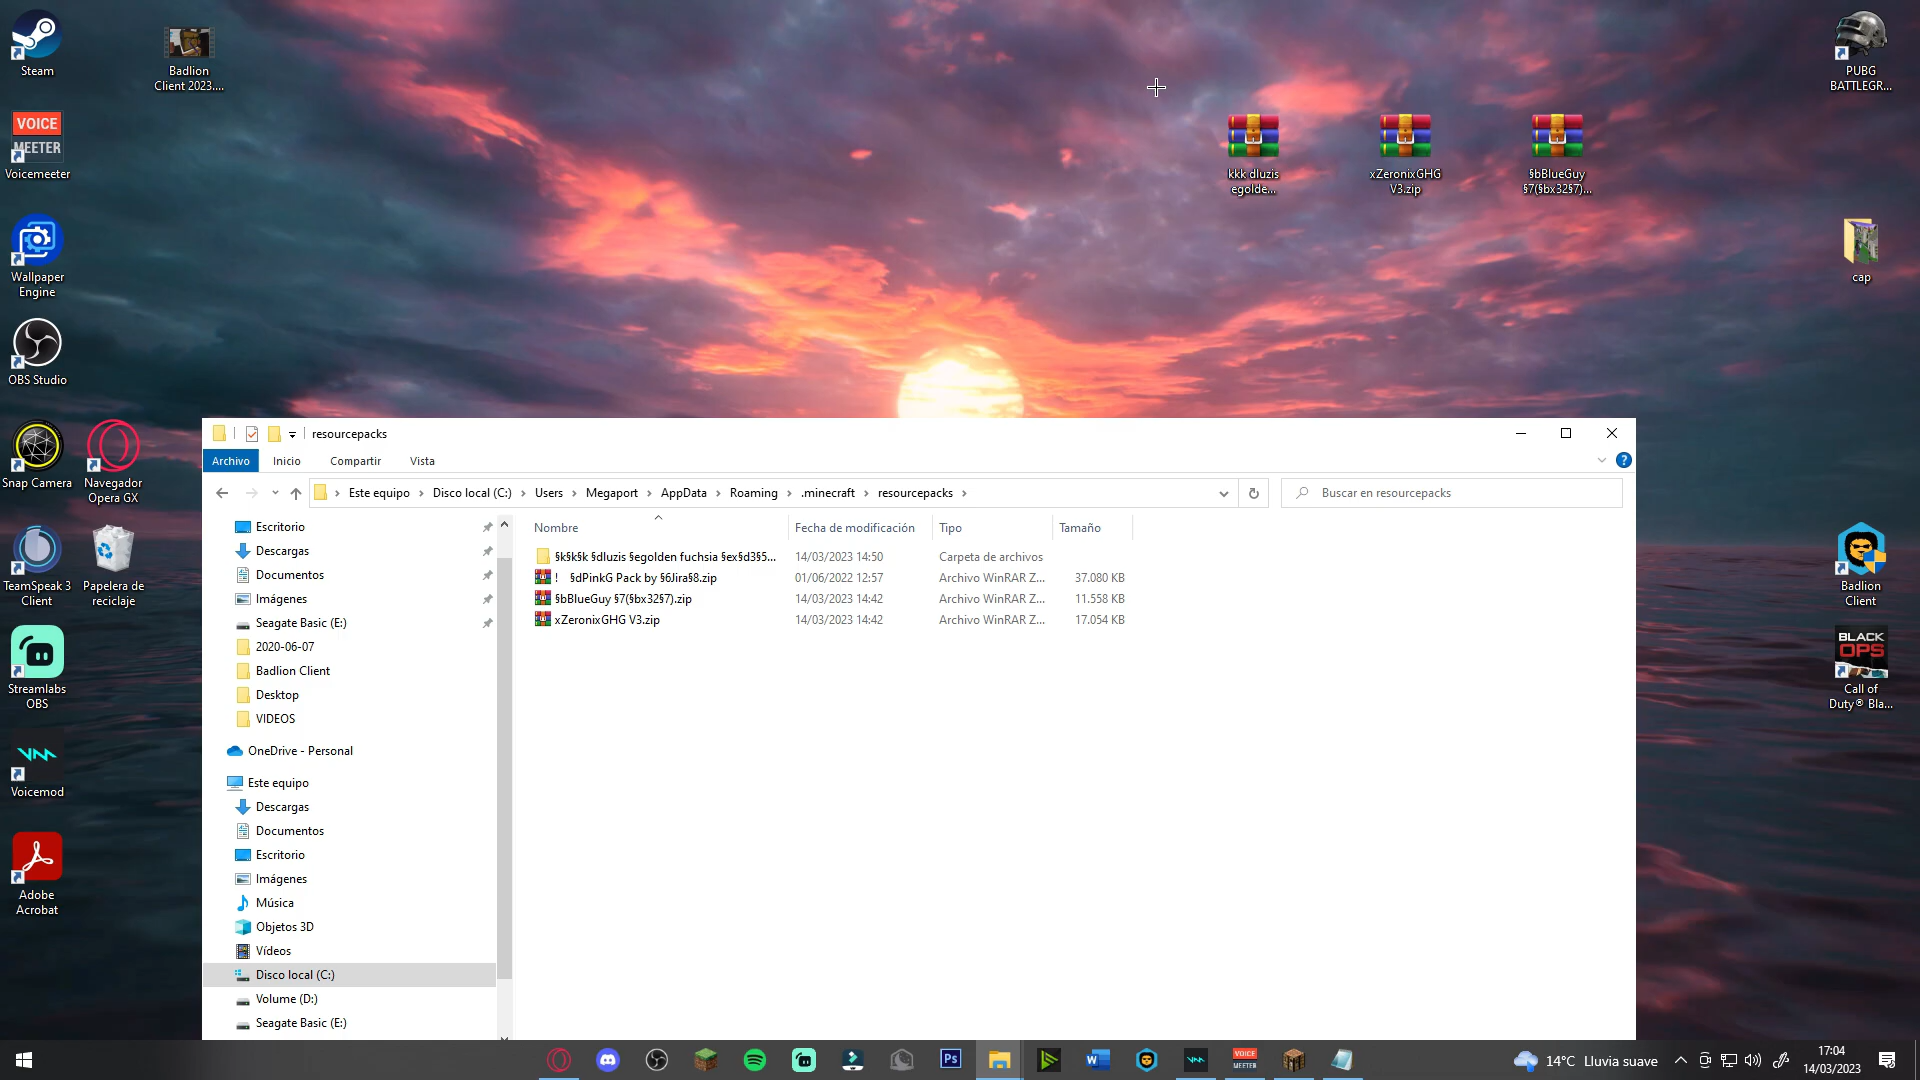 Steam
Badlion
Client 2023....
VOICE
MEETER
Voicemeeter
Wallpaper
Engine
OBS Studio
Snap Camera
Navegador
Opera GX
TeamSpeak 3
Client
Papelera de
reciclaje
Streamlabs
OBS
Voicemod
Adobe
Acrobat
kkk dluzis
egolde...
xZeronixGHG
V3.zip
§bBlueGuy
§7(§bx32§7)...
PUBG
BATTLEGR...
cap
Badlion
Client
BLACK
OPS
Call of
Duty® Bla...
resourcepacks
Archivo
Inicio
Compartir
Vista
Este equipo
Disco local (C:)
Users
Megaport
AppData
Roaming
.minecraft
resourcepacks
Buscar en resourcepacks
Escritorio
Descargas
Documentos
Imágenes
Seagate Basic (E:)
2020-06-07
Badlion Client
Desktop
VIDEOS
OneDrive - Personal
Este equipo
Descargas
Documentos
Escritorio
Imágenes
Música
Objetos 3D
Vídeos
Disco local (C:)
Volume (D:)
Seagate Basic (E:)
Nombre Fecha de modificación Tipo Tamaño
§k§k§k §dluzis §egolden fuchsia §ex§d3§5... 14/03/2023 14:50 Carpeta de archivos
! §dPinkG Pack by §6Jira§8.zip 01/06/2022 12:57 Archivo WinRAR Z... 37.080 KB
§bBlueGuy §7(§bx32§7).zip 14/03/2023 14:42 Archivo WinRAR Z... 11.558 KB
xZeronixGHG V3.zip 14/03/2023 14:42 Archivo WinRAR Z... 17.054 KB
Ps
W
VOICE
MEETER
14°C Lluvia suave
17:04
14/03/2023